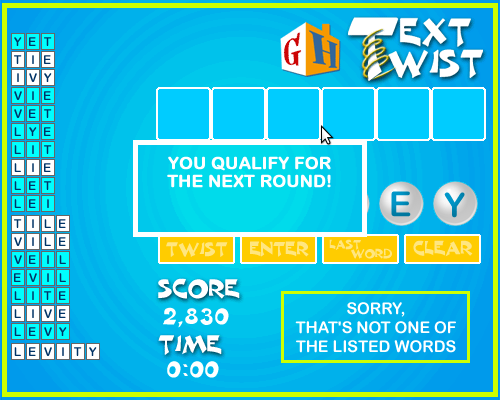 GH
TEXT
TWIST
YET
TIE
IVY
VIE
VET
LYE
LIT
LIE
LET
LEI
TILE
VILE
VEIL
EVIL
LITE
LIVE
LEVY
LEVITY
YOU QUALIFY FOR
THE NEXT ROUND!
E Y
TWIST ENTER LAST WORD CLEAR
SCORE
2,830
TIME
0:00
SORRY,
THAT'S NOT ONE OF
THE LISTED WORDS